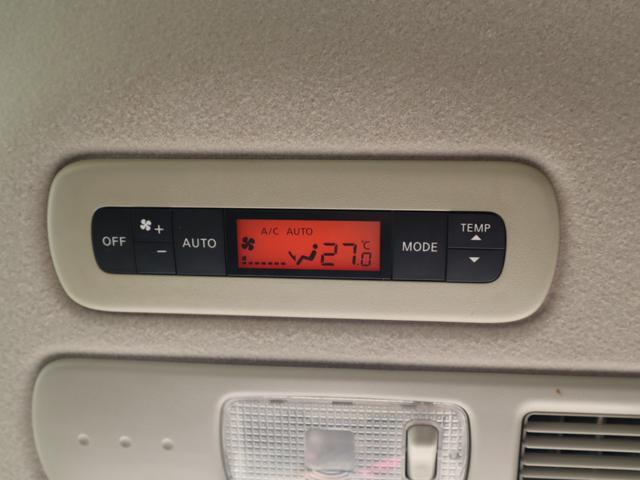 OFF
+
-
AUTO
A/C AUTO
27.0°C
MODE
TEMP